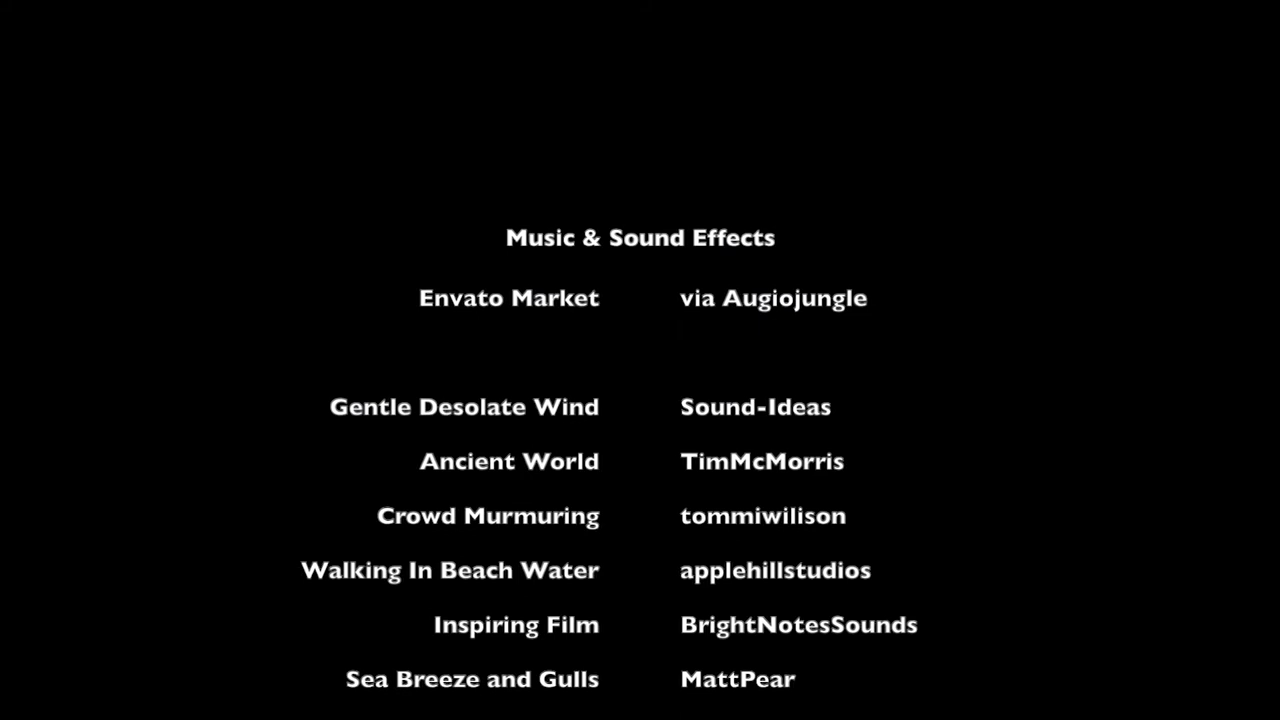 Music & Sound Effects
Envato Market via Augiojungle
Gentle Desolate Wind Sound-Ideas
Ancient World TimMcMorris
Crowd Murmuring tommiwilison
Walking In Beach Water applehillstudios
Inspiring Film BrightNotesSounds
Sea Breeze and Gulls MattPear